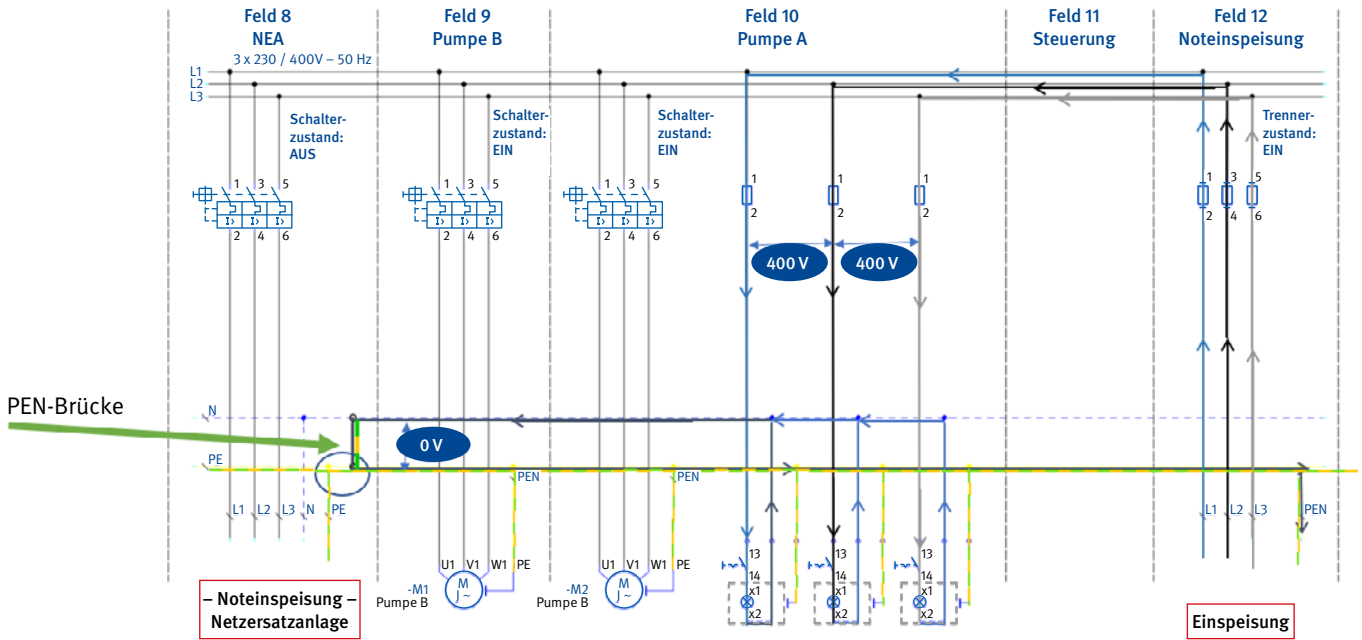 Feld 8
NEA
3 x 230 / 400V – 50 Hz
Feld 9
Pumpe B
Feld 10
Pumpe A
Feld 11
Steuerung
Feld 12
Noteinspeisung
L1
L2
L3
Schalter-
zustand:
AUS
Schalter-
zustand:
EIN
Schalter-
zustand:
EIN
Trenner-
zustand:
EIN
1 3 5
I> I> I>
2 4 6
1 3 5
I> I> I>
2 4 6
1 3 5
I> I> I>
2 4 6
1
2
1
2
1
2
1 3 5
2 4 6
400 V
400 V
PEN-Brücke
N
0 V
PE
PEN
PEN
L1 L2 L3 N PE
L1 L2 L3 PEN
U1 V1 W1 PE
M
-M1
Pumpe B
U1 V1 W1 PE
M
-M2
Pumpe B
13
14
x1
x2
13
14
x1
x2
13
14
x1
x2
– Noteinspeisung –
Netzersatzanlage
Einspeisung